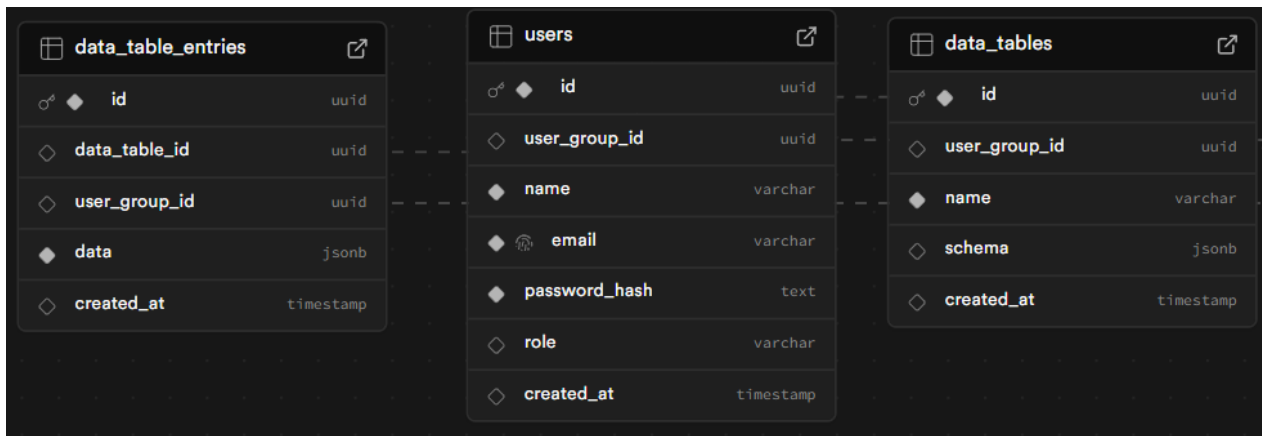 data_table_entries
id uuid
data_table_id uuid
user_group_id uuid
data jsonb
created_at timestamp
users
id uuid
user_group_id uuid
name varchar
email varchar
password_hash text
role varchar
created_at timestamp
data_tables
id uuid
user_group_id uuid
name varchar
schema jsonb
created_at timestamp